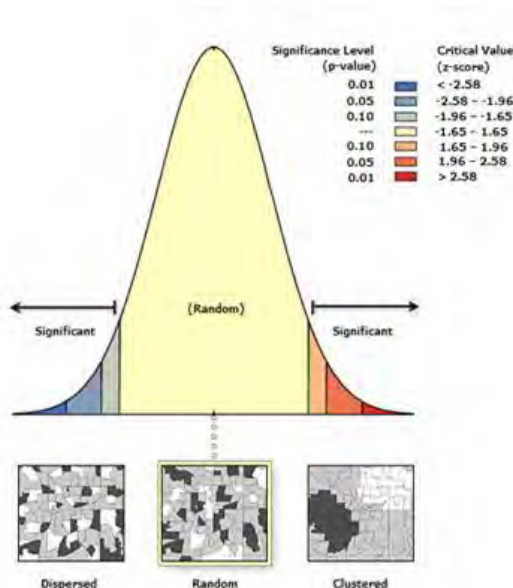 Significance Level Critical Value
(p-value) (z-score)
0.01 < -2.58
0.05 -2.58 - -1.96
0.10 -1.96 - -1.65
--- -1.65 - 1.65
0.10 1.65 - 1.96
0.05 1.96 - 2.58
0.01 > 2.58
(Random)
Significant Significant
Dispersed Random Clustered